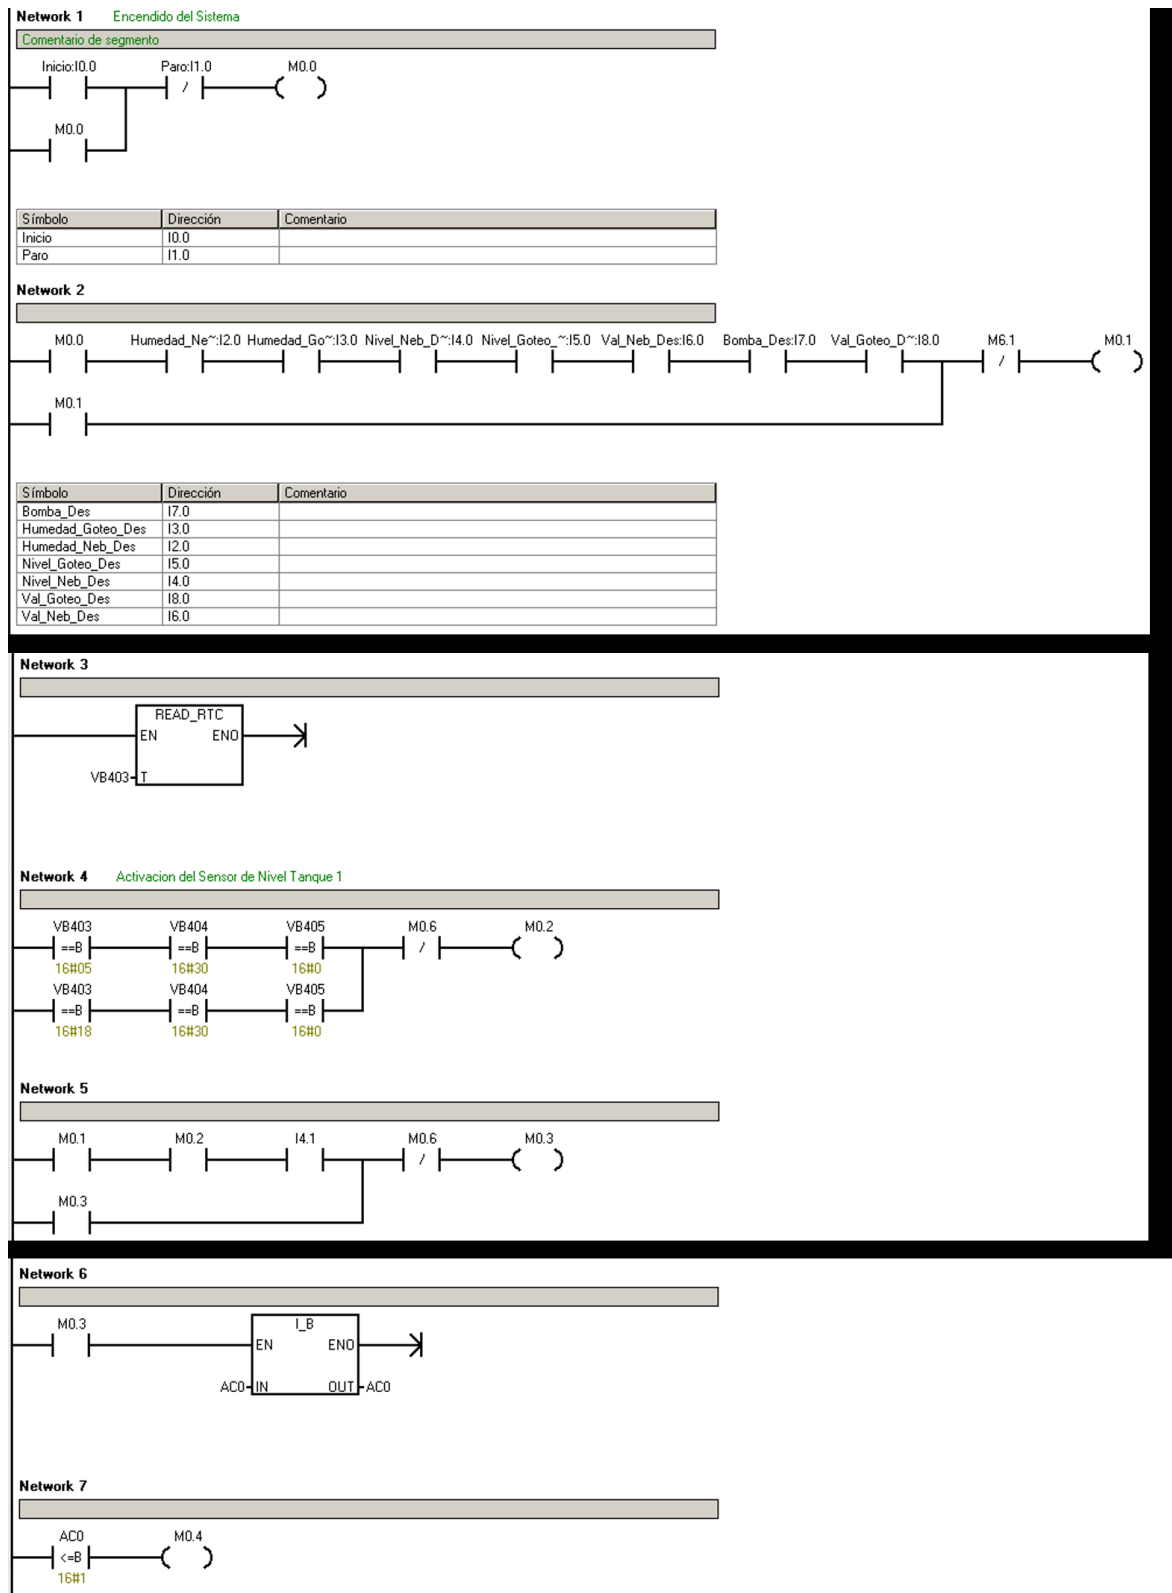 Network 1 Encendido del Sistema
Comentario de segmento
Inicio:I0.0 Paro:I1.0 M0.0
/
M0.0
Símbolo Dirección Comentario
Inicio I0.0
Paro I1.0
Network 2
M0.0 Humedad_Ne~:I2.0 Humedad_Go~:I3.0 Nivel_Neb_D~:I4.0 Nivel_Goteo_~:I5.0 Val_Neb_Des:I6.0 Bomba_Des:I7.0 Val_Goteo_D~:I8.0 M6.1 M0.1
/
M0.1
Símbolo Dirección Comentario
Bomba_Des I7.0
Humedad_Goteo_Des I3.0
Humedad_Neb_Des I2.0
Nivel_Goteo_Des I5.0
Nivel_Neb_Des I4.0
Val_Goteo_Des I8.0
Val_Neb_Des I6.0
Network 3
READ_RTC
EN ENO
VB403 T
Network 4 Activacion del Sensor de Nivel Tanque 1
VB403 VB404 VB405 M0.6 M0.2
==B ==B ==B /
16#05 16#30 16#0
VB403 VB404 VB405
==B ==B ==B
16#18 16#30 16#0
Network 5
M0.1 M0.2 I4.1 M0.6 M0.3
/
M0.3
Network 6
M0.3 I_B
EN ENO
AC0 IN OUT AC0
Network 7
AC0 M0.4
<=B
16#1